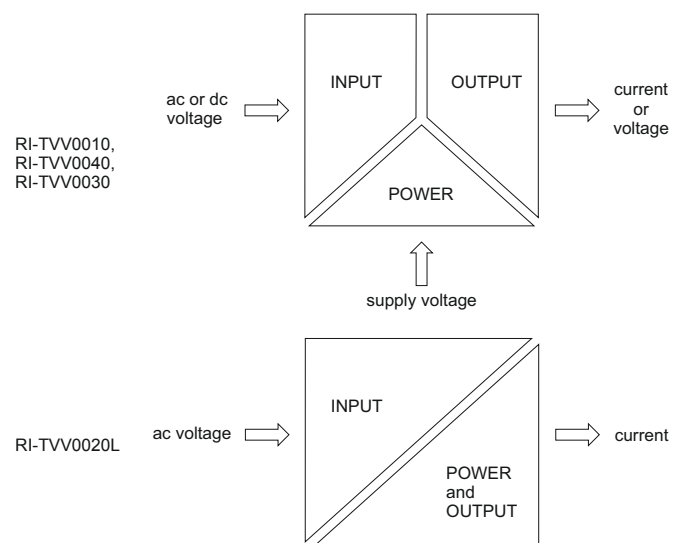 INPUT
OUTPUT
ac or dc
voltage
current
or
voltage
RI-TVV0010,
RI-TVV0040,
RI-TVV0030
POWER
supply voltage
INPUT
ac voltage
current
RI-TVV0020L
POWER
and
OUTPUT